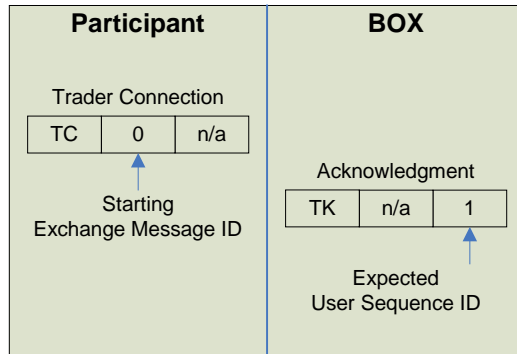 Participant
BOX
Trader Connection
TC 0 n/a
Starting
Exchange Message ID
Acknowledgment
TK n/a 1
Expected
User Sequence ID